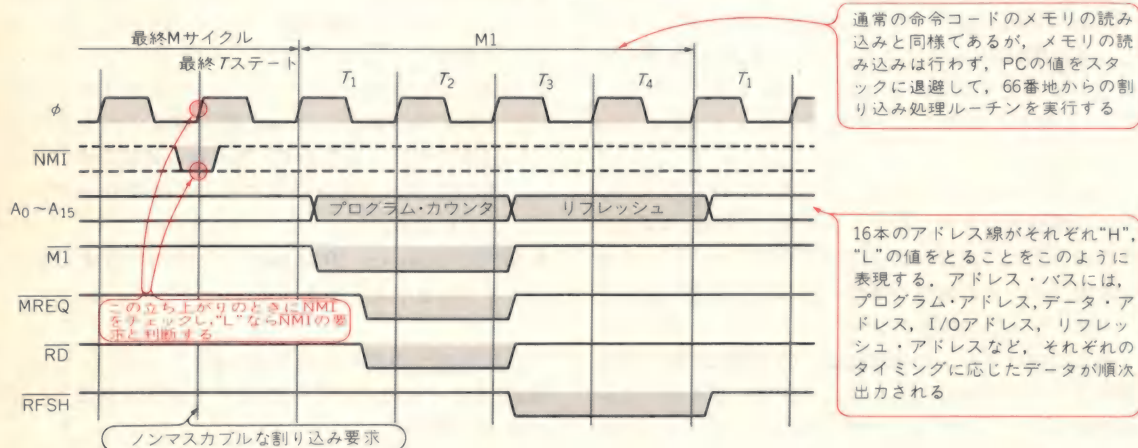 最終Mサイクル
M1
最終Tステート
T₁
T₂
T₃
T₄
T₁
φ
N̅M̅I̅
A₀~A₁₅
プログラム・カウンタ
リフレッシュ
M̅1̅
M̅R̅E̅Q̅
この立ち上がりのときにNMI
をチェックし,"L"ならNMIの要
求と判断する
R̅D̅
R̅F̅S̅H̅
ノンマスカブルな割り込み要求
通常の命令コードのメモリの読み
込みと同様であるが,メモリの読
み込みは行わず,PCの値をスタ
ックに退避して,66番地からの割
り込み処理ルーチンを実行する
16本のアドレス線がそれぞれ"H",
"L"の値をとることをこのように
表現する.アドレス・バスには,
プログラム・アドレス,データ・ア
ドレス,I/Oアドレス,リフレッ
シュ・アドレスなど,それぞれの
タイミングに応じたデータが順次
出力される